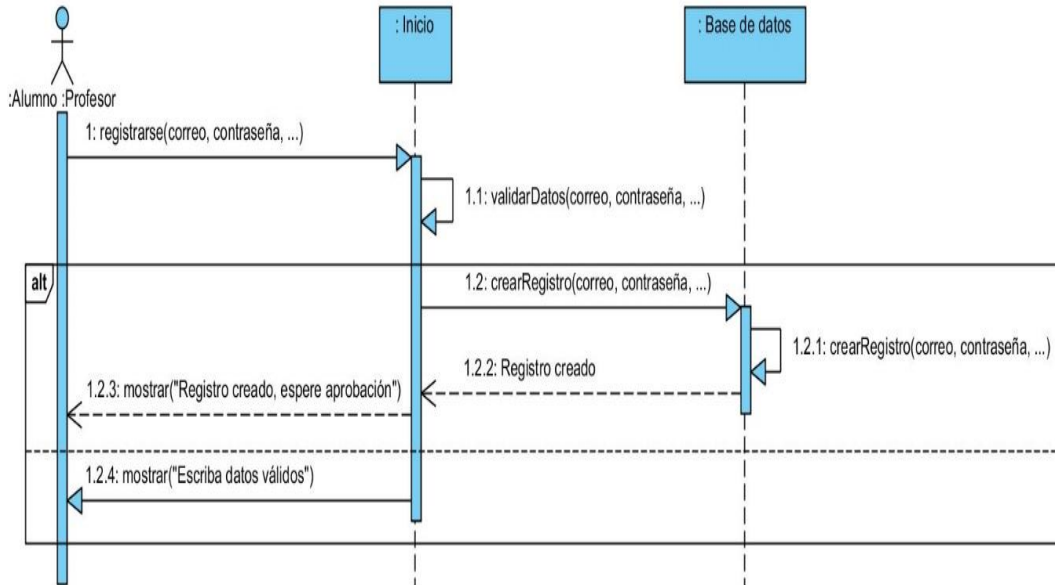 : Inicio
: Base de datos
:Alumno :Profesor
1: registrarse(correo, contraseña, ...)
1.1: validarDatos(correo, contraseña, ...)
alt
1.2: crearRegistro(correo, contraseña, ...)
1.2.1: crearRegistro(correo, contraseña, ...)
1.2.2: Registro creado
1.2.3: mostrar("Registro creado, espere aprobación")
1.2.4: mostrar("Escriba datos válidos")